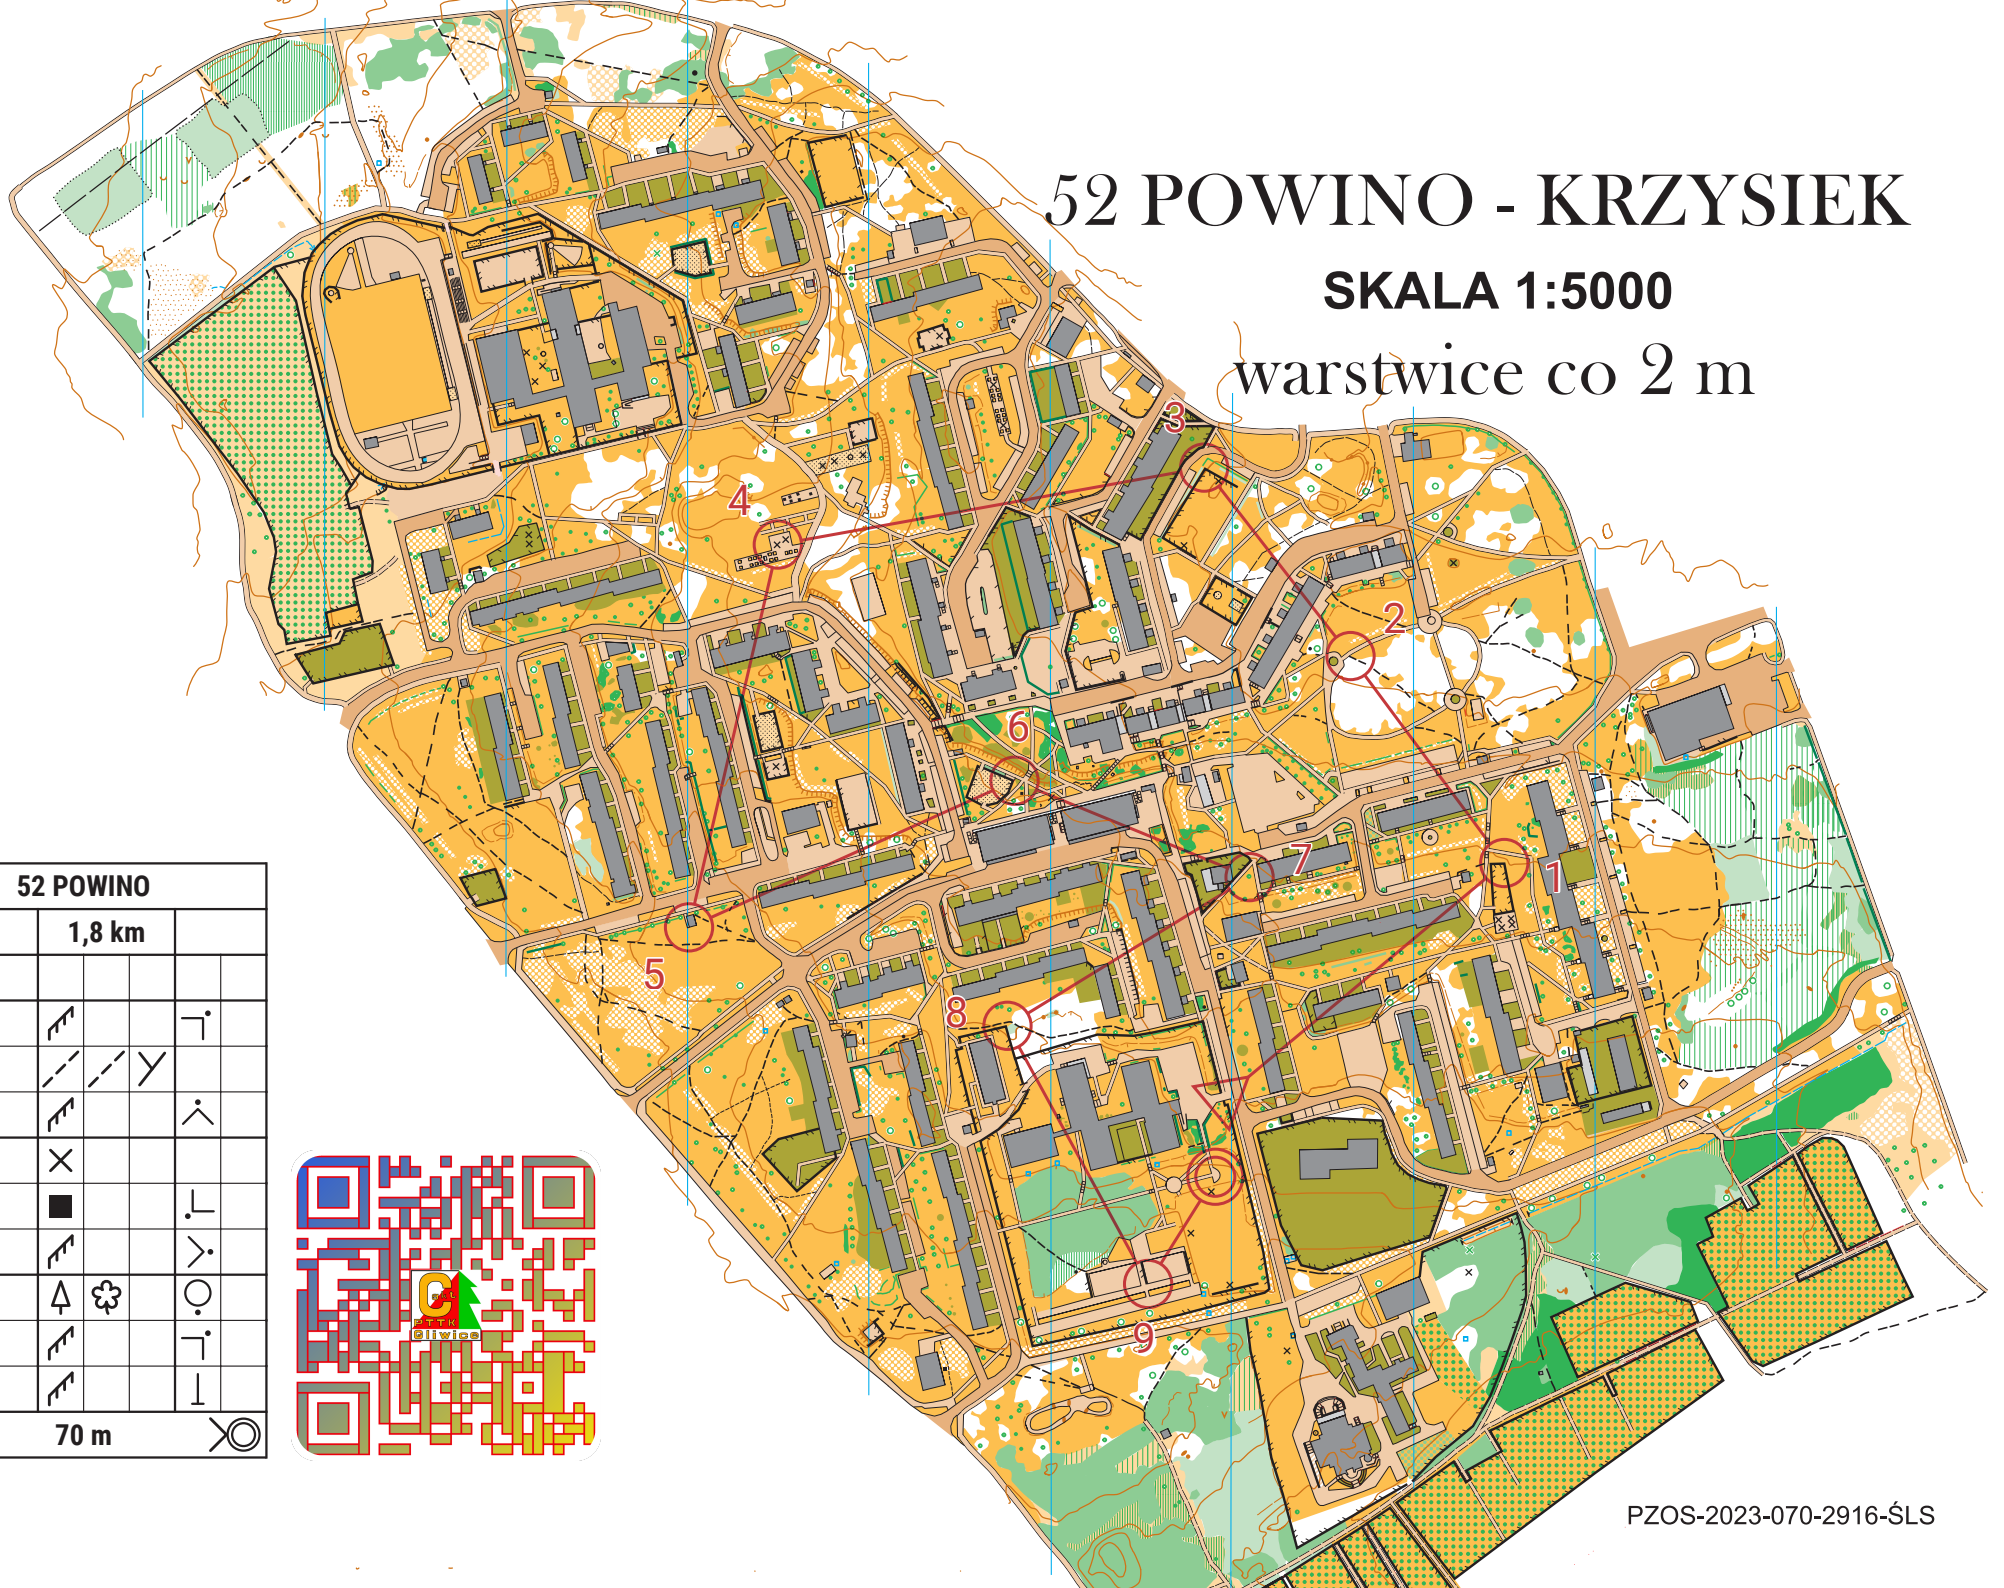 52 POWINO - KRZYSIEK
SKALA 1:5000
warstwice co 2 m
3
4
2
6
7
1
5
8
9
52 POWINO
1,8 km
70 m
PTTK
Gliwice
PZOS-2023-070-2916-ŚLS